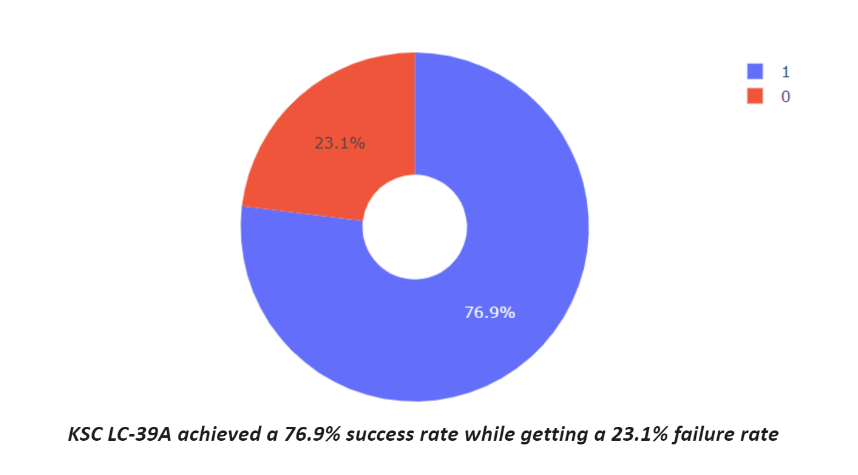 1
0
23.1%
76.9%
KSC LC-39A achieved a 76.9% success rate while getting a 23.1% failure rate